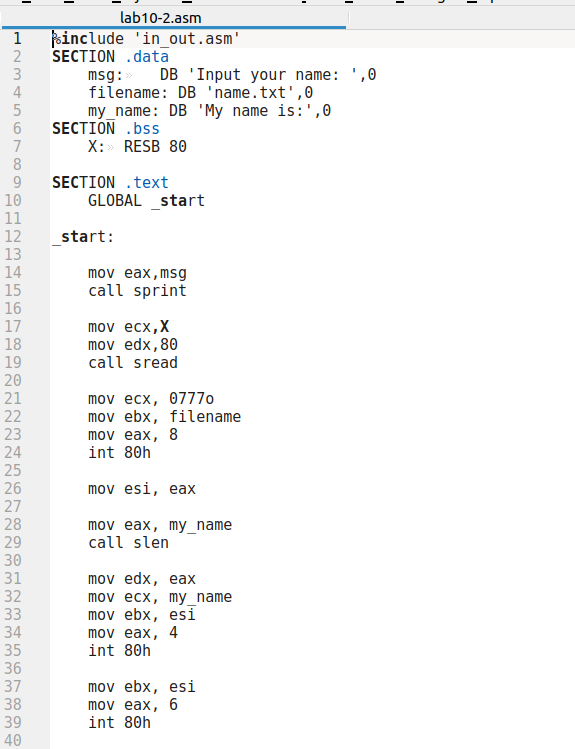 lab10-2.asm
1 %include 'in_out.asm'
2 SECTION .data
3 msg: DB 'Input your name: ',0
4 filename: DB 'name.txt',0
5 my_name: DB 'My name is:',0
6 SECTION .bss
7 X: RESB 80
8
9 SECTION .text
10 GLOBAL _start
11
12 _start:
13
14 mov eax,msg
15 call sprint
16
17 mov ecx,X
18 mov edx,80
19 call sread
20
21 mov ecx, 0777o
22 mov ebx, filename
23 mov eax, 8
24 int 80h
25
26 mov esi, eax
27
28 mov eax, my_name
29 call slen
30
31 mov edx, eax
32 mov ecx, my_name
33 mov ebx, esi
34 mov eax, 4
35 int 80h
36
37 mov ebx, esi
38 mov eax, 6
39 int 80h
40